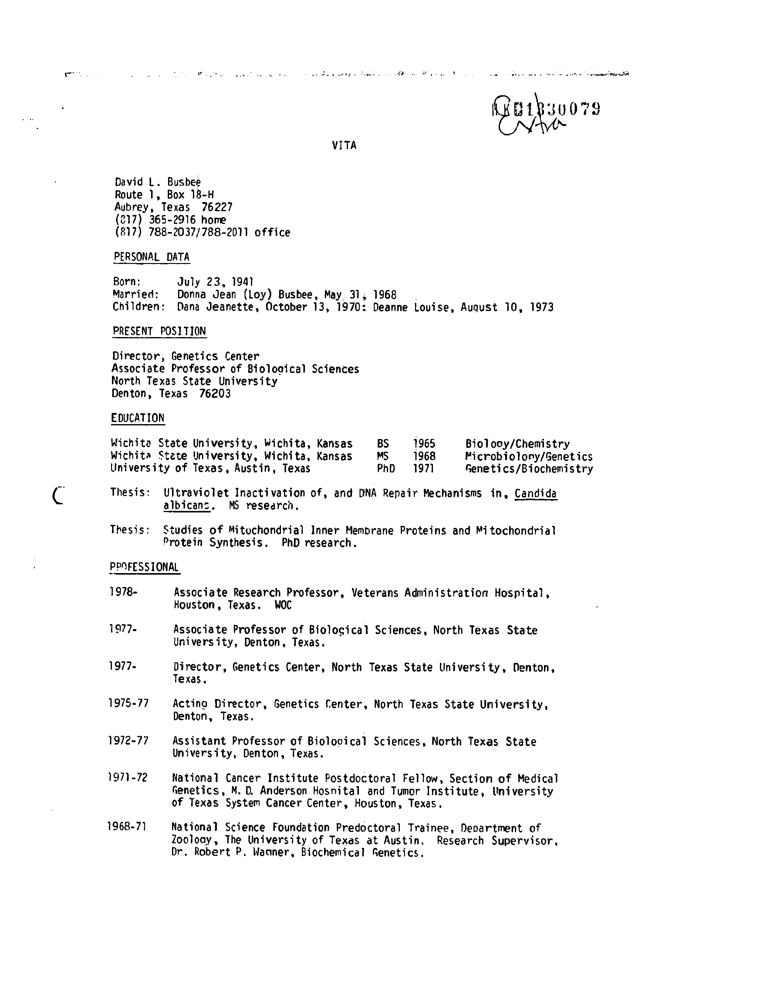 VITA
David L. Busbee
Route 1, Box 18-H
Aubrey, Texas 76227
(817) 365-2916 home
(817) 788-2037/788-2011 office
PERSONAL DATA
Born: July 23, 1941
Married: Donna Jean (Loy) Busbee, May 31, 1968
Children: Dana Jeanette, October 13, 1970: Deanne Louise, August 10, 1973
PRESENT POSITION
Director, Genetics Center
Associate Professor of Biological Sciences
North Texas State University
Denton, Texas 76203
EDUCATION
Wichita State University, Wichita, Kansas BS 1965 Biology/Chemistry
Wichita State University, Wichita, Kansas MS 1968 Microbiology/Genetics
University of Texas, Austin, Texas PhD 1971 Genetics/Biochemistry
Thesis: Ultraviolet Inactivation of, and DNA Repair Mechanisms in, Candida
albicans. MS research.
Thesis: Studies of Mitochondrial Inner Membrane Proteins and Mitochondrial
Protein Synthesis. PhD research.
PROFESSIONAL
1978- Associate Research Professor, Veterans Administration Hospital,
Houston, Texas. WOC
1977- Associate Professor of Biological Sciences, North Texas State
University, Denton, Texas.
1977- Director, Genetics Center, North Texas State University, Denton,
Texas.
1975-77 Acting Director, Genetics Center, North Texas State University,
Denton, Texas.
1972-77 Assistant Professor of Biological Sciences, North Texas State
University, Denton, Texas.
1971-72 National Cancer Institute Postdoctoral Fellow, Section of Medical
Genetics, M. D. Anderson Hospital and Tumor Institute, University
of Texas System Cancer Center, Houston, Texas.
1968-71 National Science Foundation Predoctoral Trainee, Department of
Zoology, The University of Texas at Austin. Research Supervisor,
Dr. Robert P. Wagner, Biochemical Genetics.